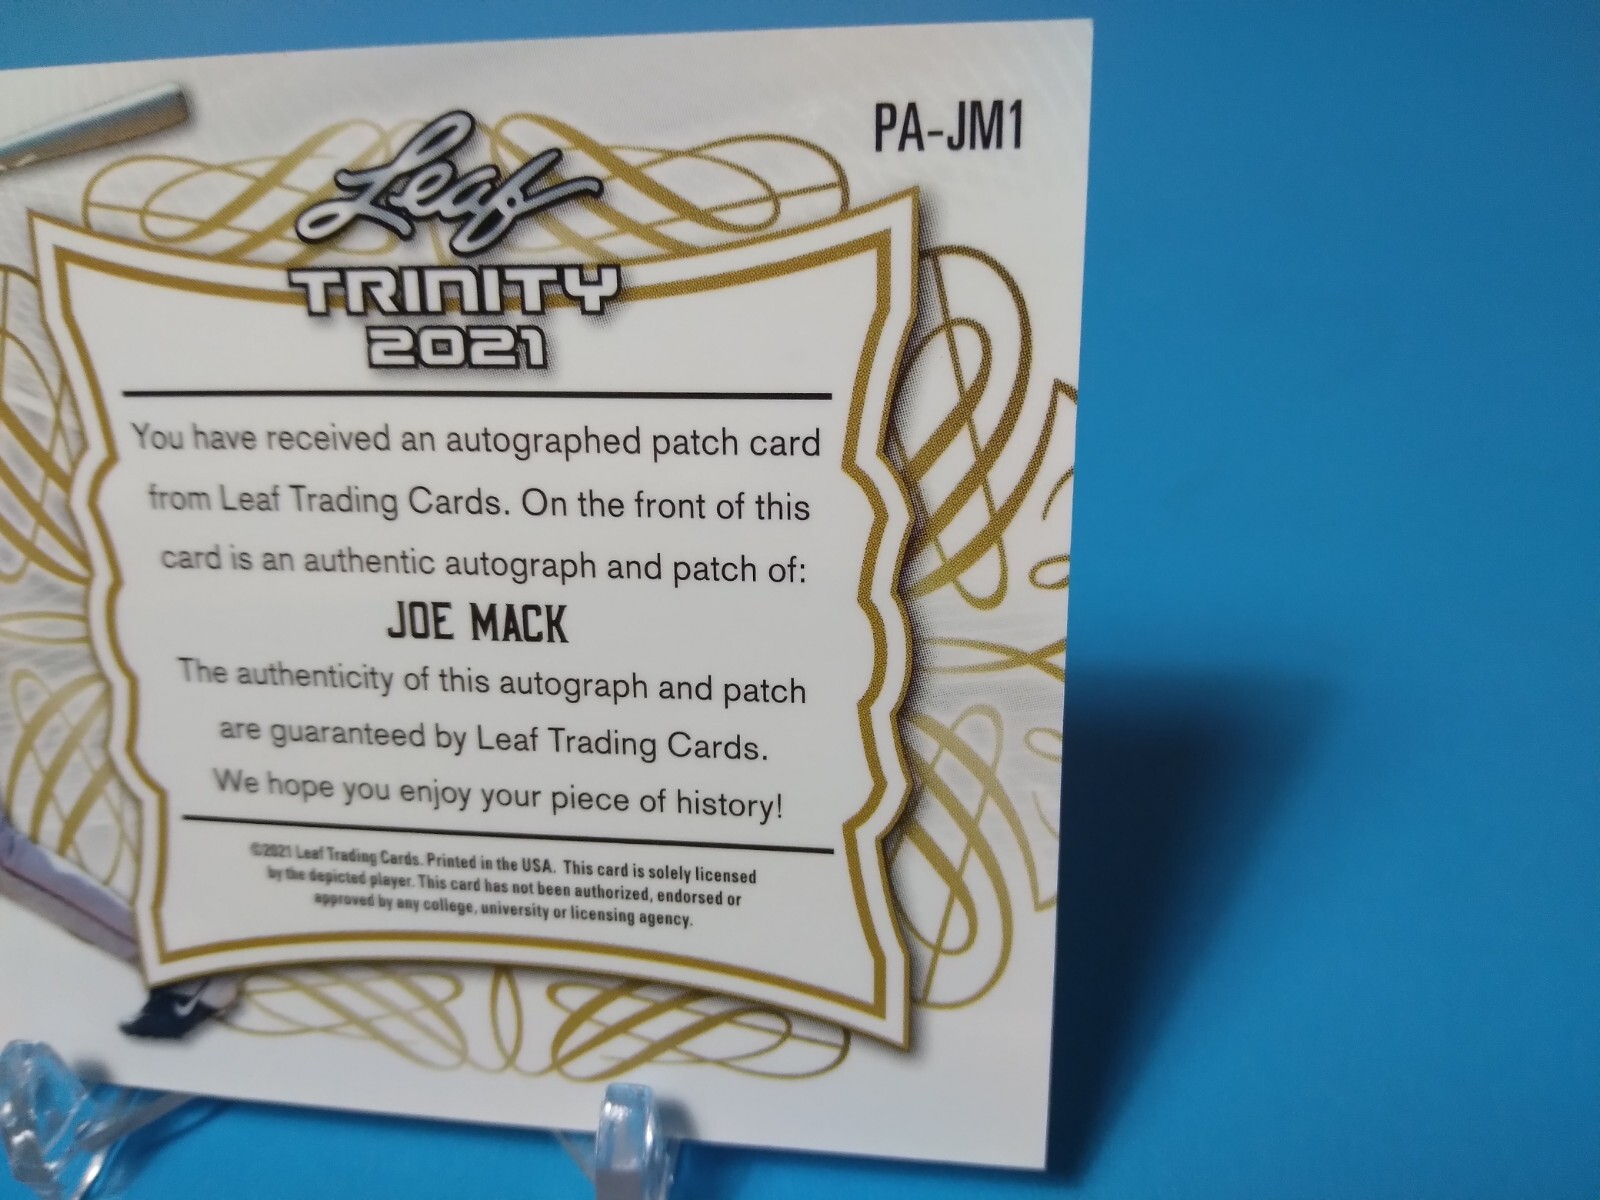 PA-JM1
Leaf
TRINITY
2021
You have received an autographed patch card
from Leaf Trading Cards. On the front of this
card is an authentic autograph and patch of:
JOE MACK
The authenticity of this autograph and patch
are guaranteed by Leaf Trading Cards.
We hope you enjoy your piece of history!
©2021 Leaf Trading Cards. Printed in the USA. This card is solely licensed
by the depicted player. This card has not been authorized, endorsed or
approved by any college, university or licensing agency.